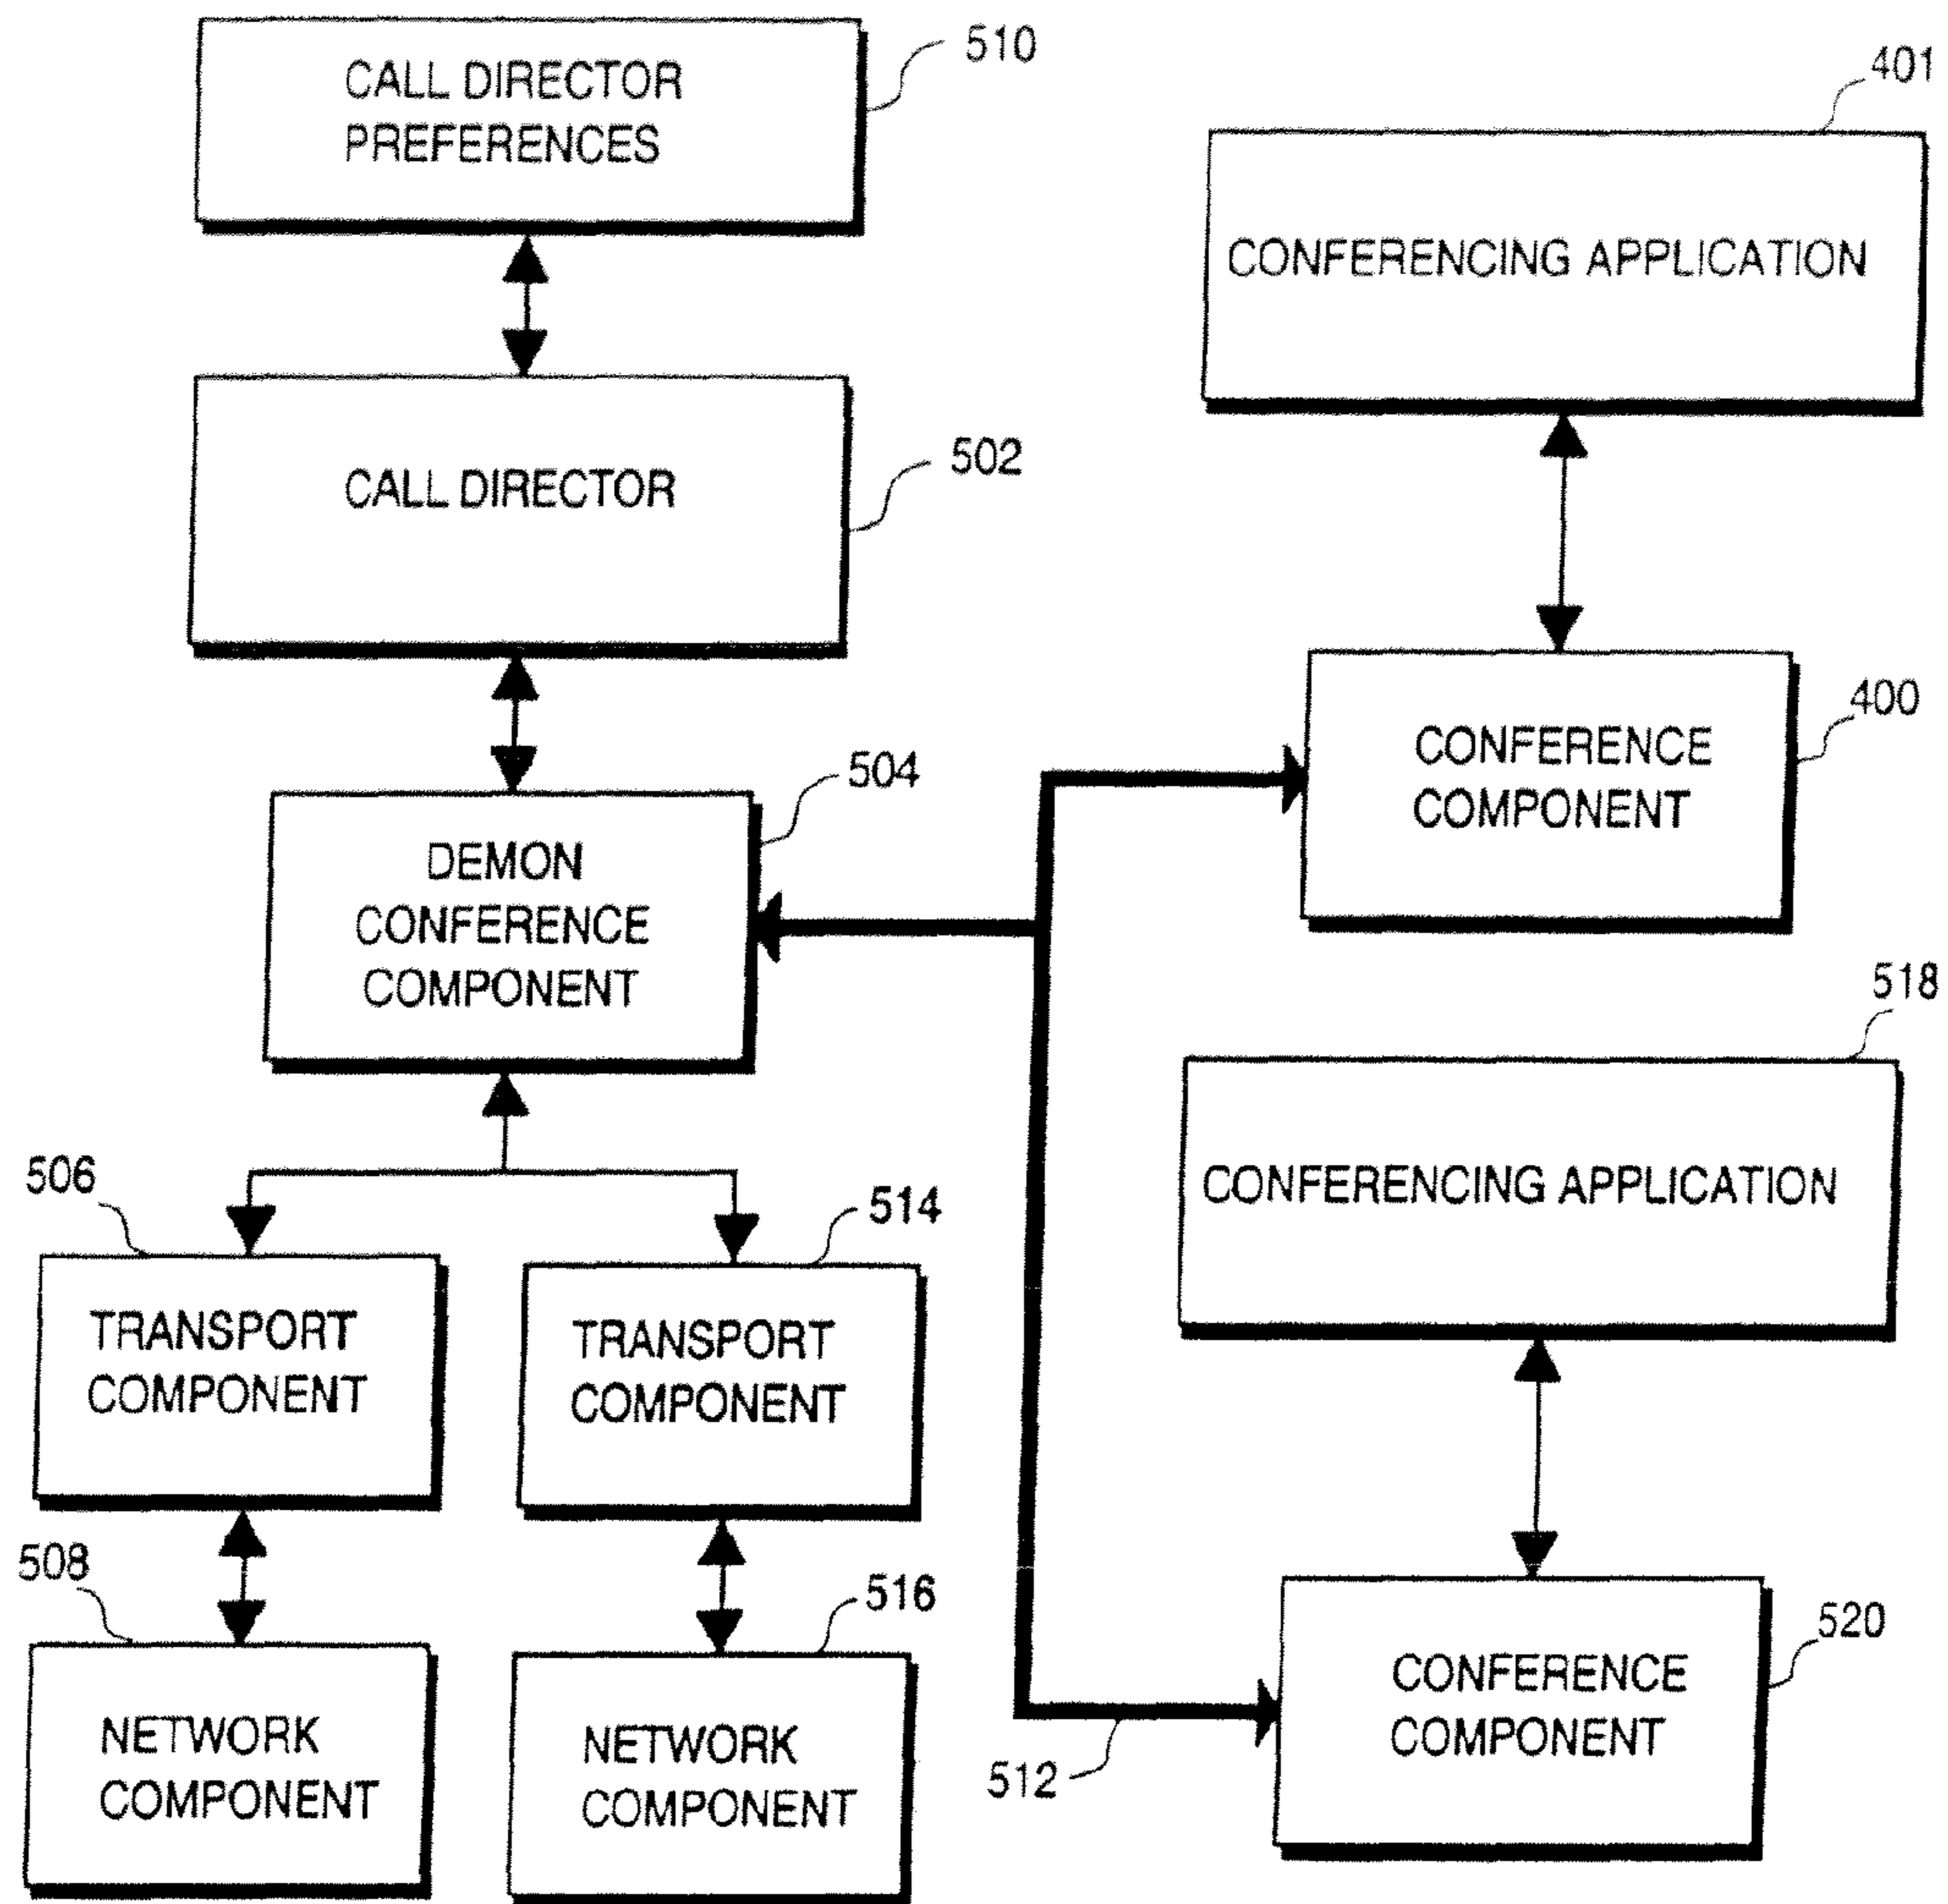 CALL DIRECTOR
PREFERENCES
510
401
CONFERENCING APPLICATION
CALL DIRECTOR
502
400
CONFERENCE
COMPONENT
504
DEMON
CONFERENCE
COMPONENT
518
CONFERENCING APPLICATION
506
514
TRANSPORT
COMPONENT
TRANSPORT
COMPONENT
508
516
520
NETWORK
COMPONENT
NETWORK
COMPONENT
512
CONFERENCE
COMPONENT